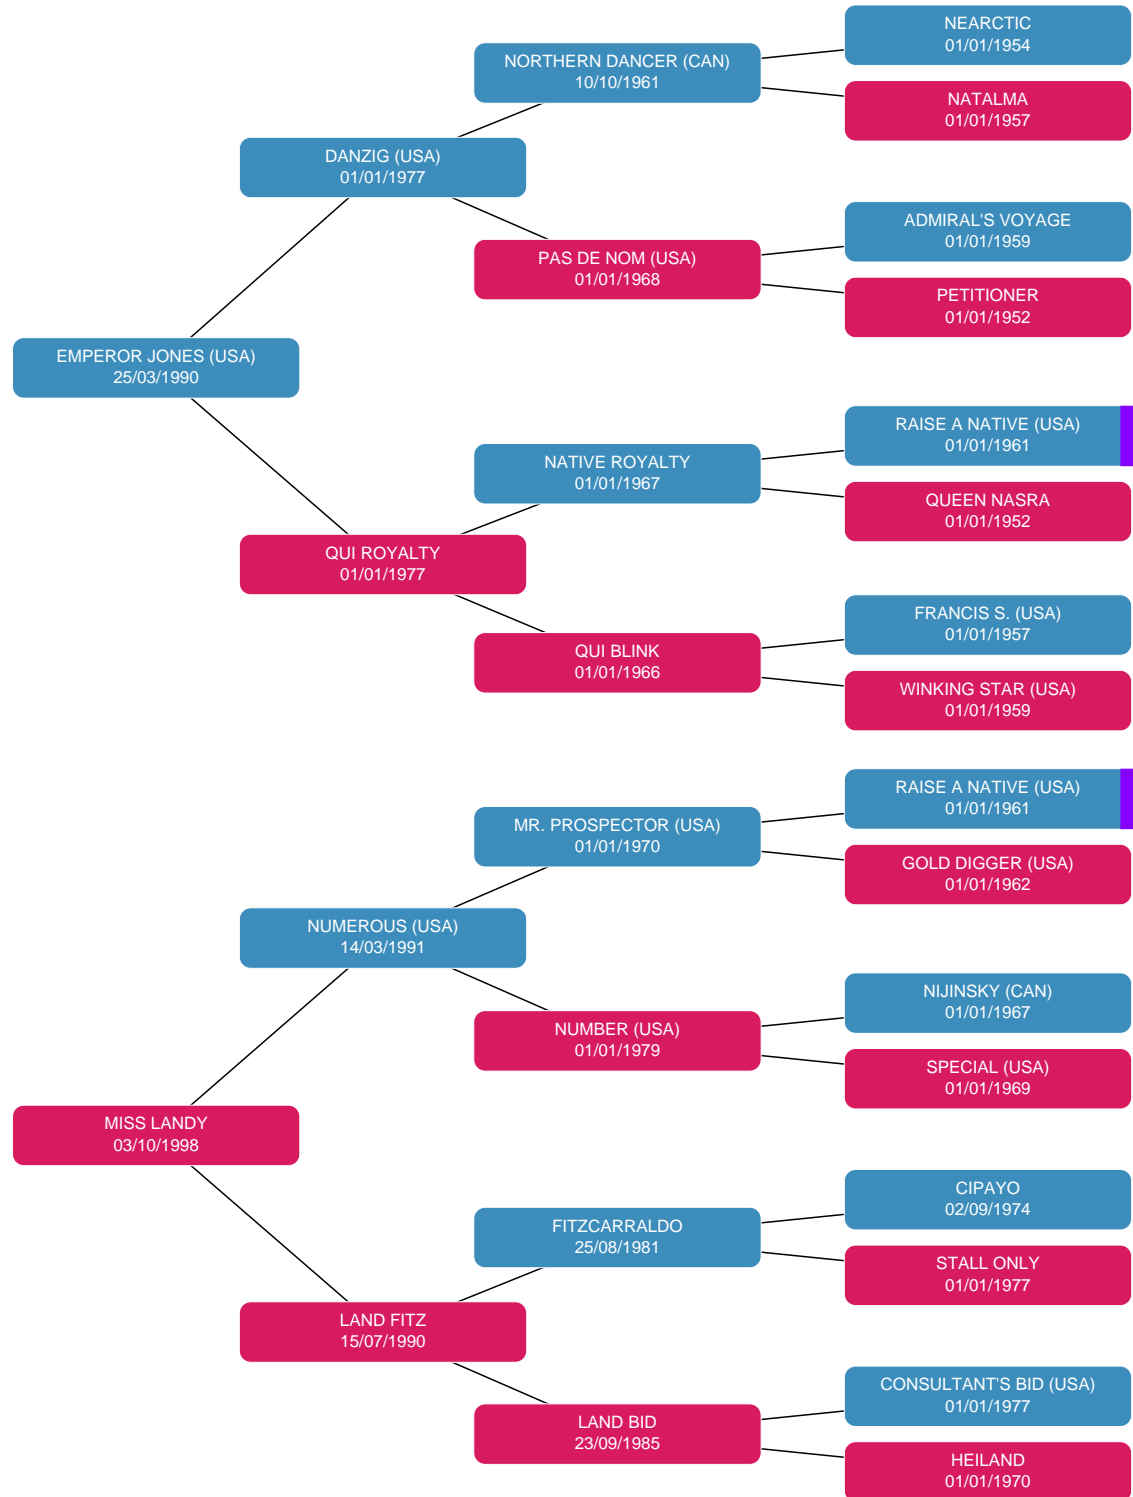 NEARCTIC
01/01/1954
NORTHERN DANCER (CAN)
10/10/1961
NATALMA
01/01/1957
DANZIG (USA)
01/01/1977
ADMIRAL'S VOYAGE
01/01/1959
PAS DE NOM (USA)
01/01/1968
PETITIONER
01/01/1952
EMPEROR JONES (USA)
25/03/1990
RAISE A NATIVE (USA)
01/01/1961
NATIVE ROYALTY
01/01/1967
QUEEN NASRA
01/01/1952
QUI ROYALTY
01/01/1977
FRANCIS S. (USA)
01/01/1957
QUI BLINK
01/01/1966
WINKING STAR (USA)
01/01/1959
RAISE A NATIVE (USA)
01/01/1961
MR. PROSPECTOR (USA)
01/01/1970
GOLD DIGGER (USA)
01/01/1962
NUMEROUS (USA)
14/03/1991
NIJINSKY (CAN)
01/01/1967
NUMBER (USA)
01/01/1979
SPECIAL (USA)
01/01/1969
MISS LANDY
03/10/1998
CIPAYO
02/09/1974
FITZCARRALDO
25/08/1981
STALL ONLY
01/01/1977
LAND FITZ
15/07/1990
CONSULTANT'S BID (USA)
01/01/1977
LAND BID
23/09/1985
HEILAND
01/01/1970